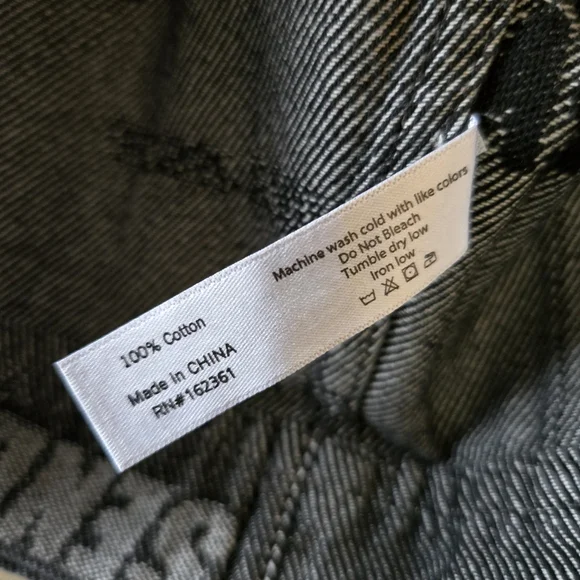 Machine wash cold with like colors
Do Not Bleach
Tumble dry low
Iron low
100% Cotton
Made in CHINA
RN#162361